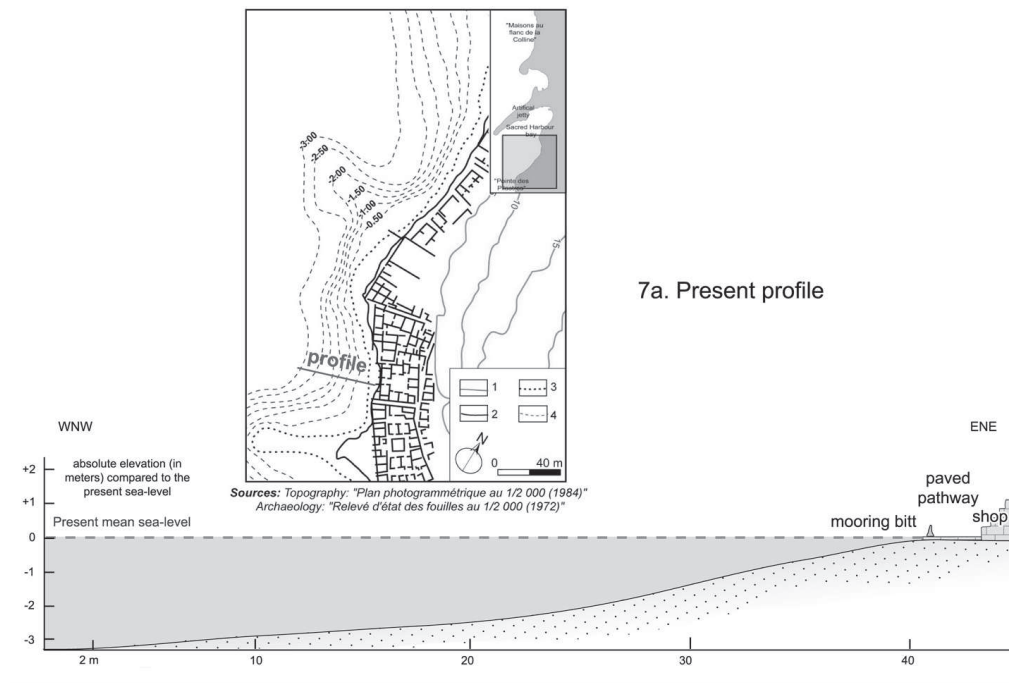 "Maisons au
flanc de la
Colline"
Artifical
jetty
Sacred Harbour
bay
"Pointe des
Pilastres"
-3:00
-2:50
-2:00
-1.50
-1:00
-0.50
-10
15
profile
1
3
2
4
N
0 40 m
Sources: Topography: "Plan photogrammétrique au 1/2 000 (1984)"
Archaeology: "Relevé d'état des fouilles au 1/2 000 (1972)"
7a. Present profile
WNW
ENE
absolute elevation (in
meters) compared to the
present sea-level
Present mean sea-level
paved
pathway
mooring bitt
shop
+2
+1
0
-1
-2
-3
2 m
10
20
30
40